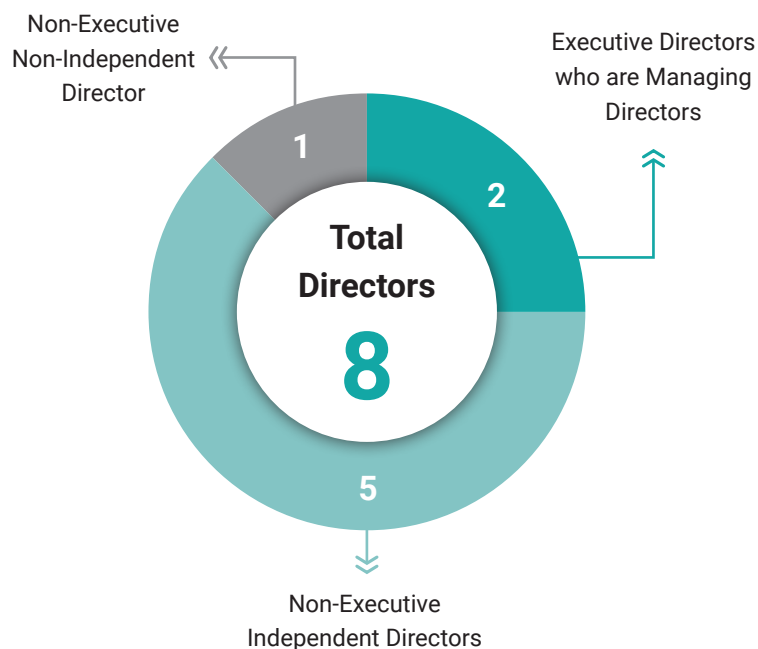 Non-Executive
Non-Independent
Director
Executive Directors
who are Managing
Directors
1
2
Total
Directors
8
5
Non-Executive
Independent Directors